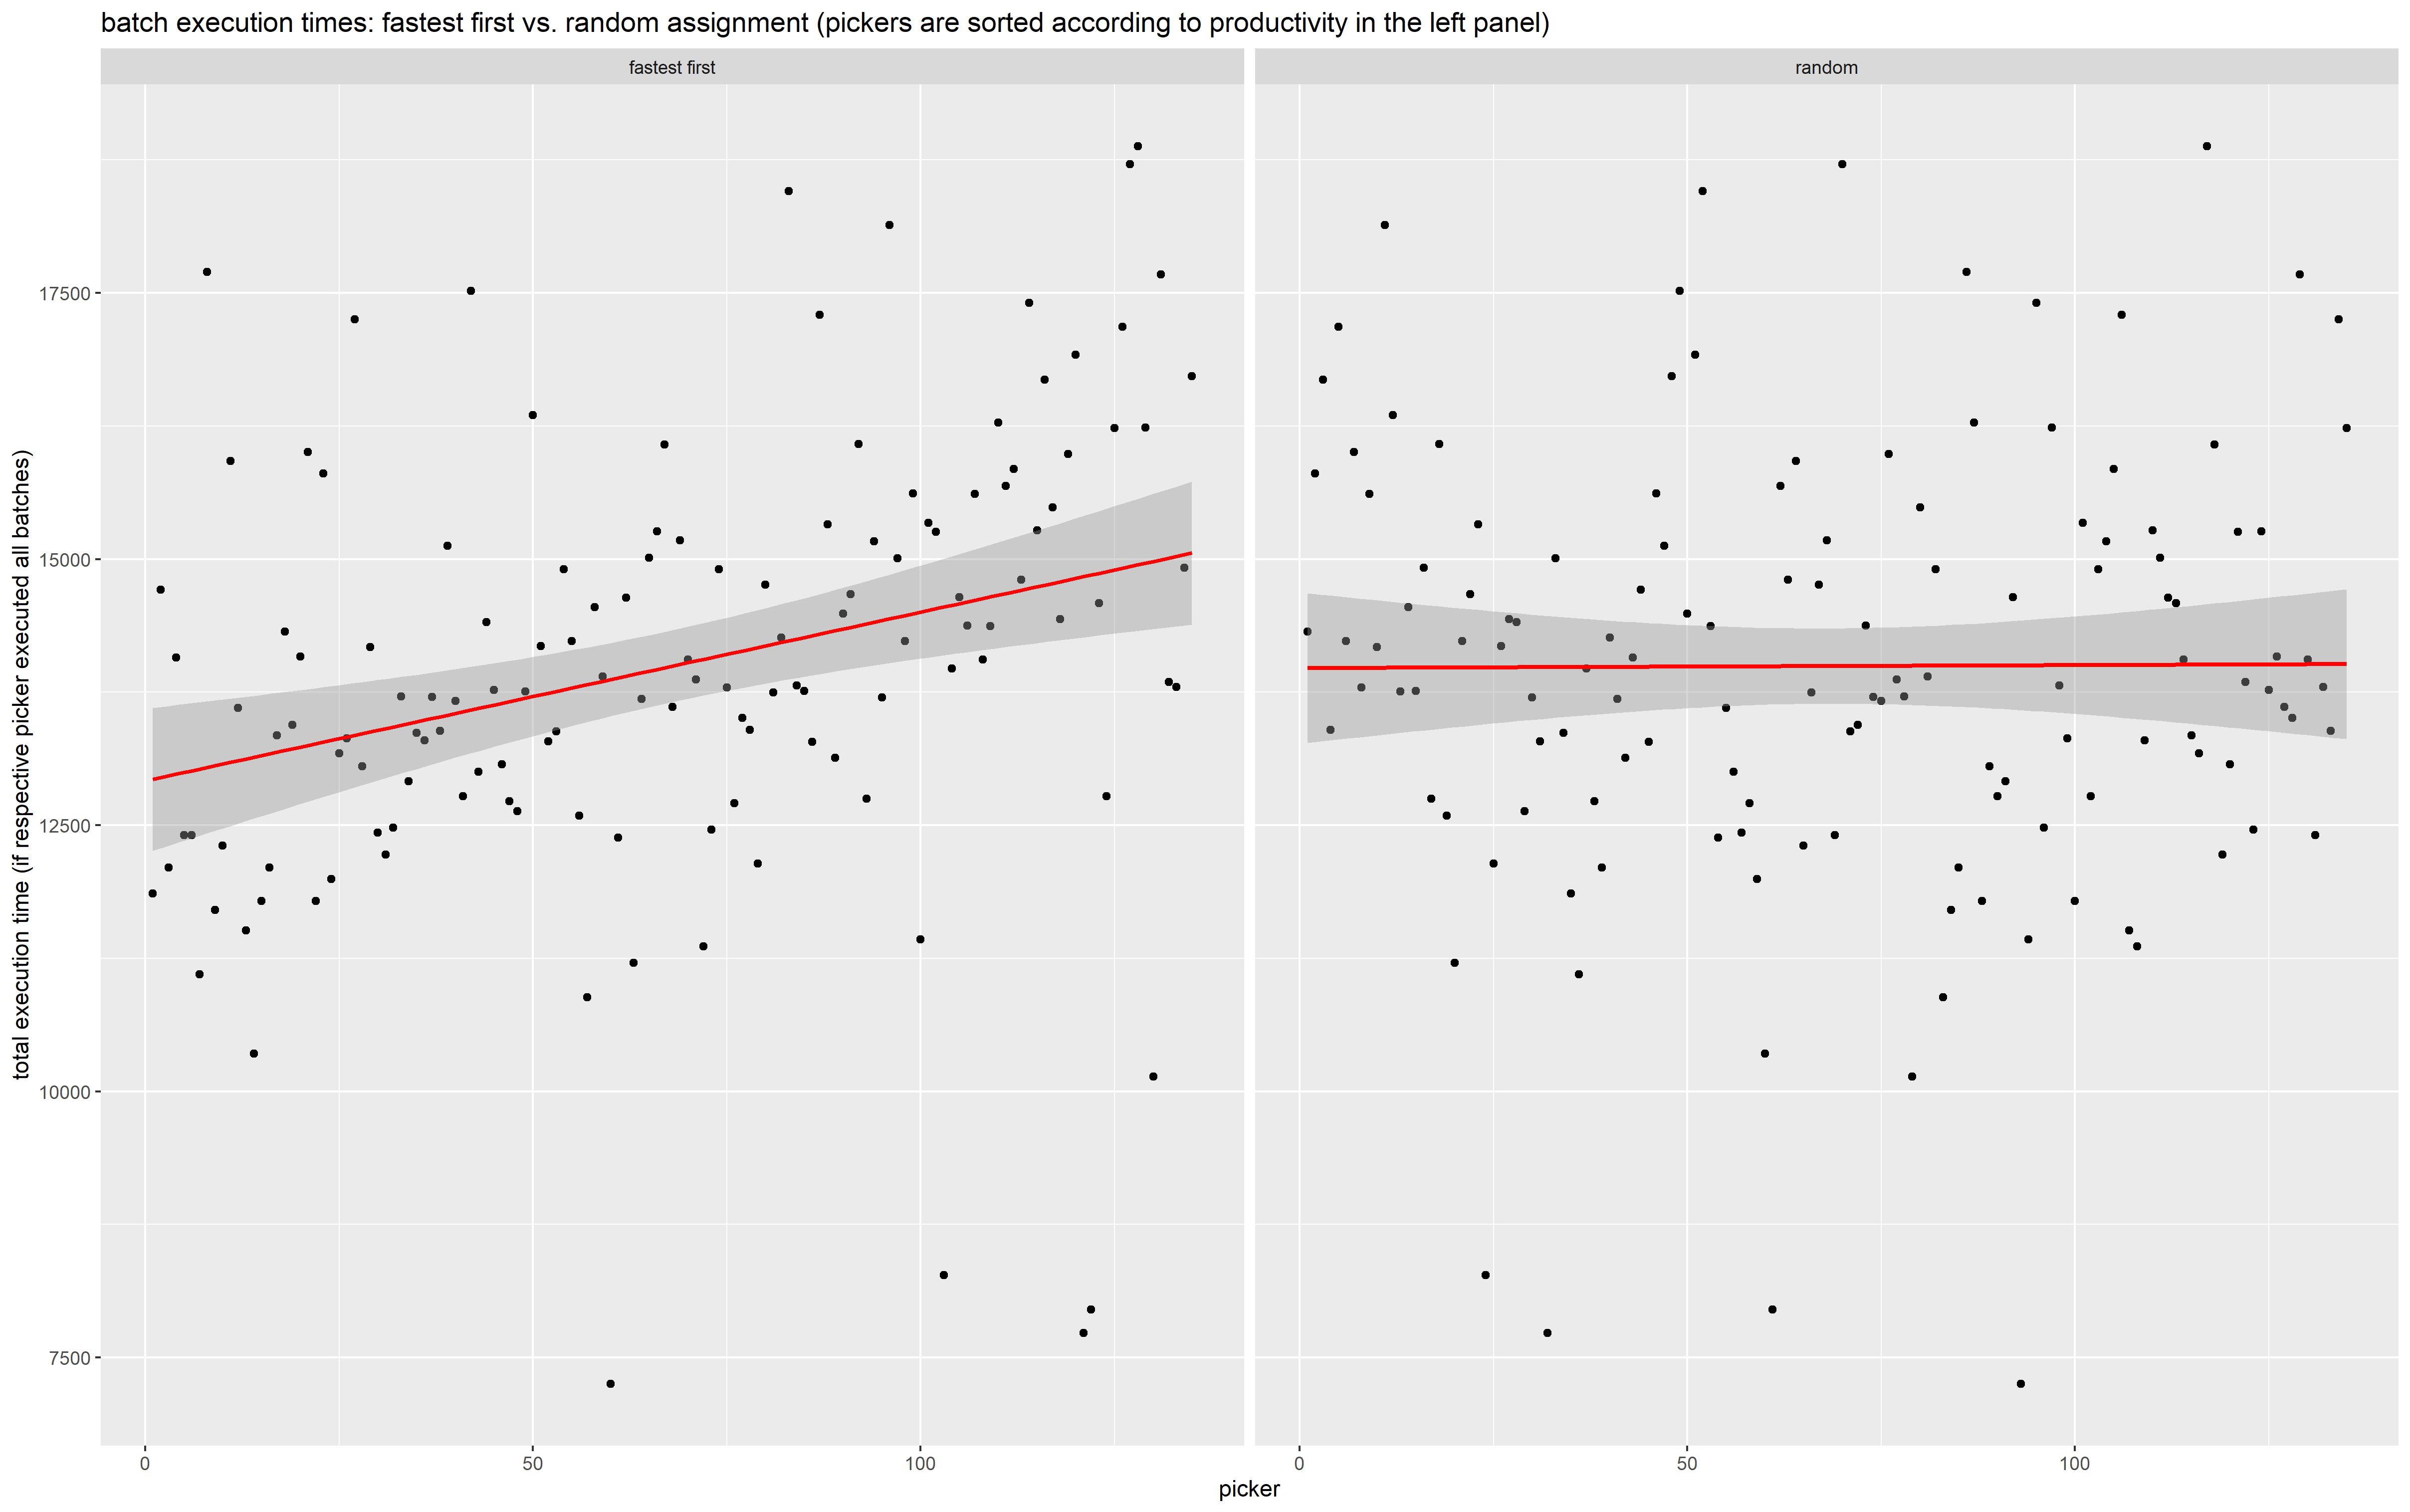 batch execution times: fastest first vs. random assignment (pickers are sorted according to productivity in the left panel)
fastest first
random
total execution time (if respective picker executed all batches)
17500
15000
12500
10000
7500
0
50
100
0
50
100
picker